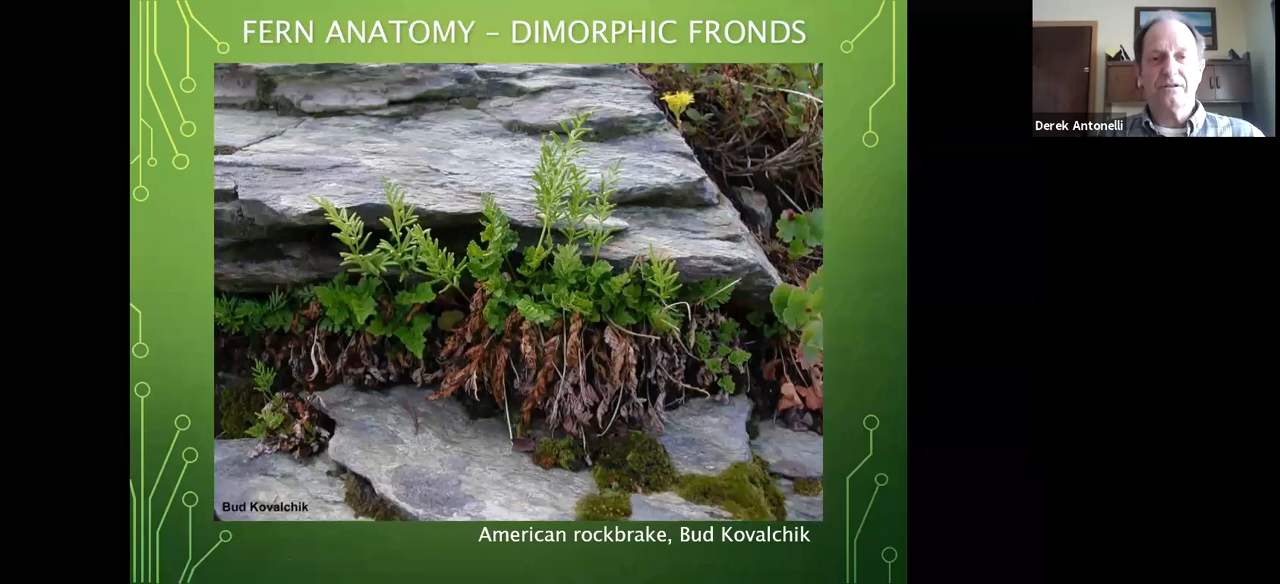 FERN ANATOMY – DIMORPHIC FRONDS
Derek Antonelli
Bud Kovalchik
American rockbrake, Bud Kovalchik